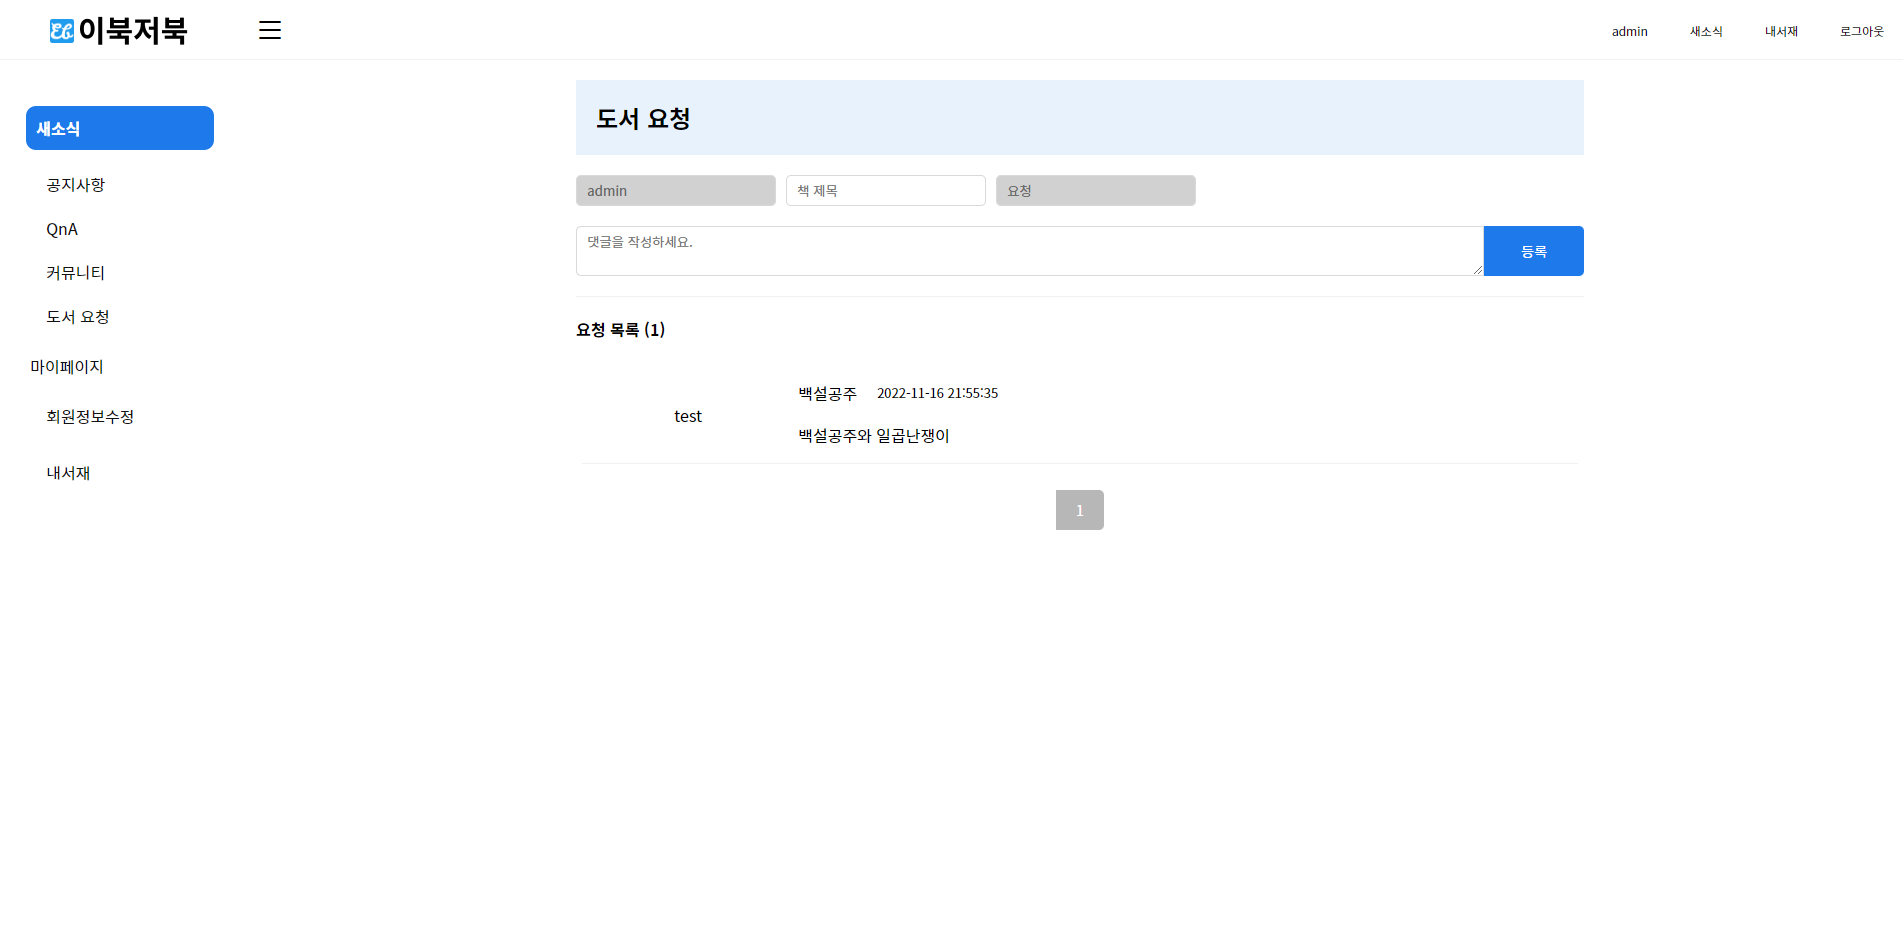 Eb 이북저북
admin 새소식 내서재 로그아웃
새소식
공지사항
QnA
커뮤니티
도서 요청
마이페이지
회원정보수정
내서재
도서 요청
admin 책 제목 요청
댓글을 작성하세요. 등록
요청 목록 (1)
test
백설공주 2022-11-16 21:55:35
백설공주와 일곱난쟁이
1